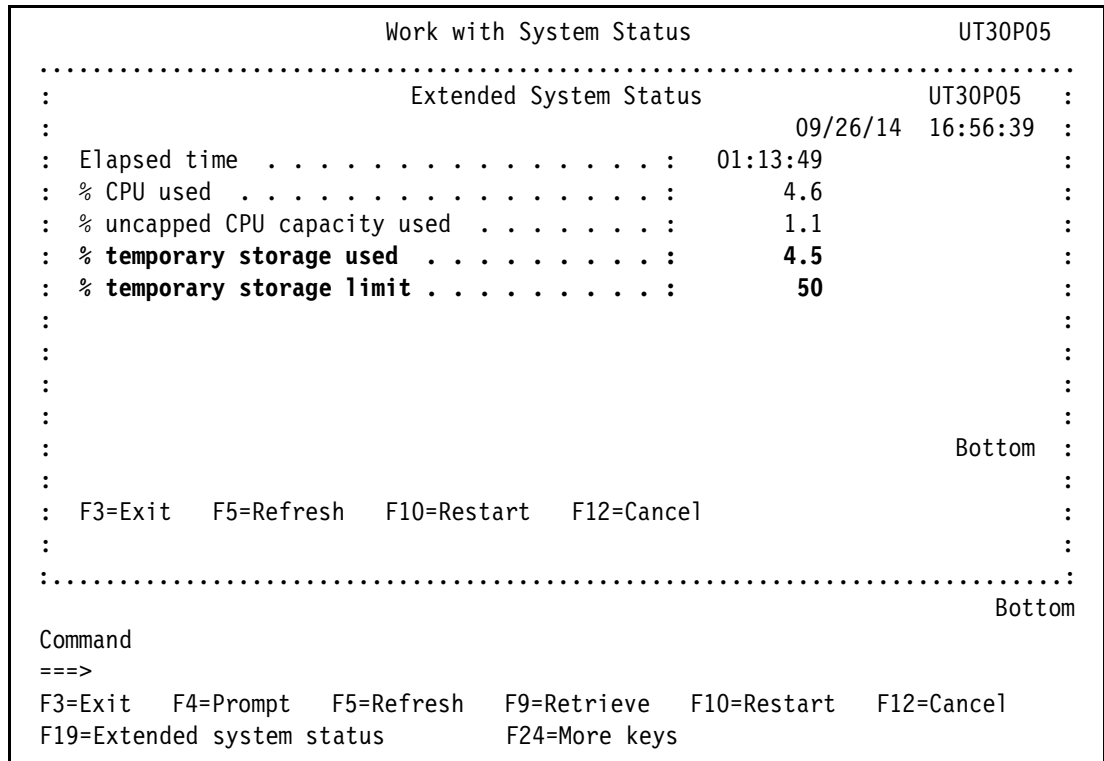 Work with System Status                    UT30P05
..............................................................................
:                           Extended System Status                 UT30P05   :
:                                                        09/26/14  16:56:39  :
:  Elapsed time  . . . . . . . . . . . . . . . :   01:13:49                  :
:  % CPU used  . . . . . . . . . . . . . . . . :        4.6                  :
:  % uncapped CPU capacity used  . . . . . . . :        1.1                  :
:  % temporary storage used  . . . . . . . . . :        4.5                  :
:  % temporary storage limit . . . . . . . . . :         50                  :
:                                                                            :
:                                                                            :
:                                                                            :
:                                                                            :
:                                                                    Bottom  :
:                                                                            :
:  F3=Exit   F5=Refresh   F10=Restart   F12=Cancel                           :
:                                                                            :
:............................................................................:
Bottom
Command
===>
F3=Exit   F4=Prompt   F5=Refresh   F9=Retrieve   F10=Restart   F12=Cancel
F19=Extended system status         F24=More keys